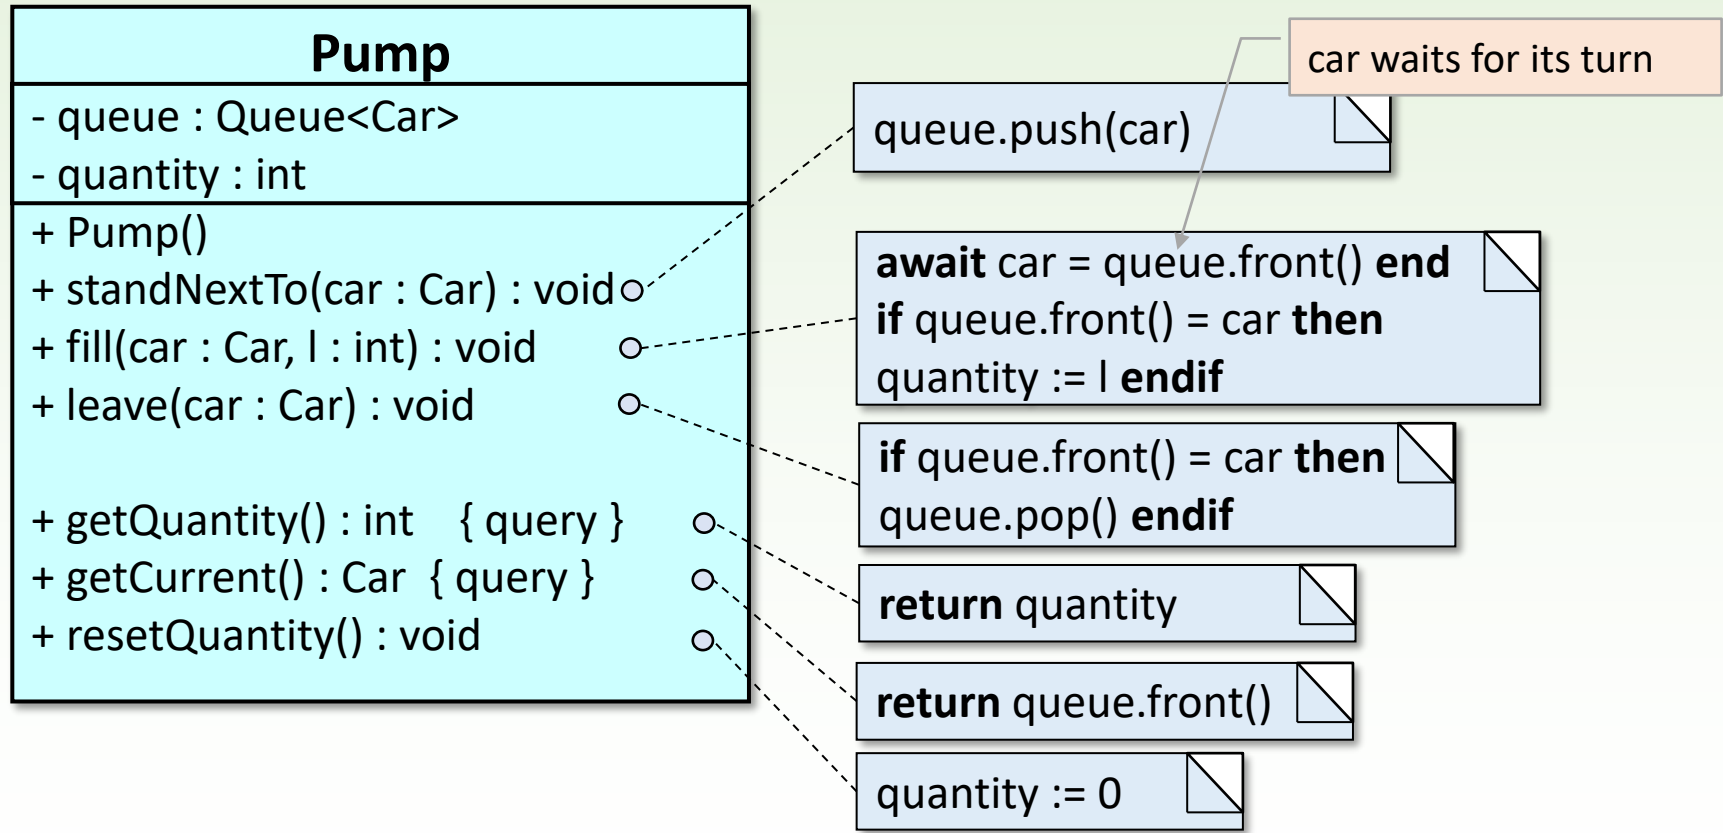 Pump
- queue : Queue<Car>
- quantity : int
+ Pump()
+ standNextTo(car : Car) : void
+ fill(car : Car, l : int) : void
+ leave(car : Car) : void
+ getQuantity() : int { query }
+ getCurrent() : Car { query }
+ resetQuantity() : void
car waits for its turn
queue.push(car)
await car = queue.front() end
if queue.front() = car then
quantity := l endif
if queue.front() = car then
queue.pop() endif
return quantity
return queue.front()
quantity := 0